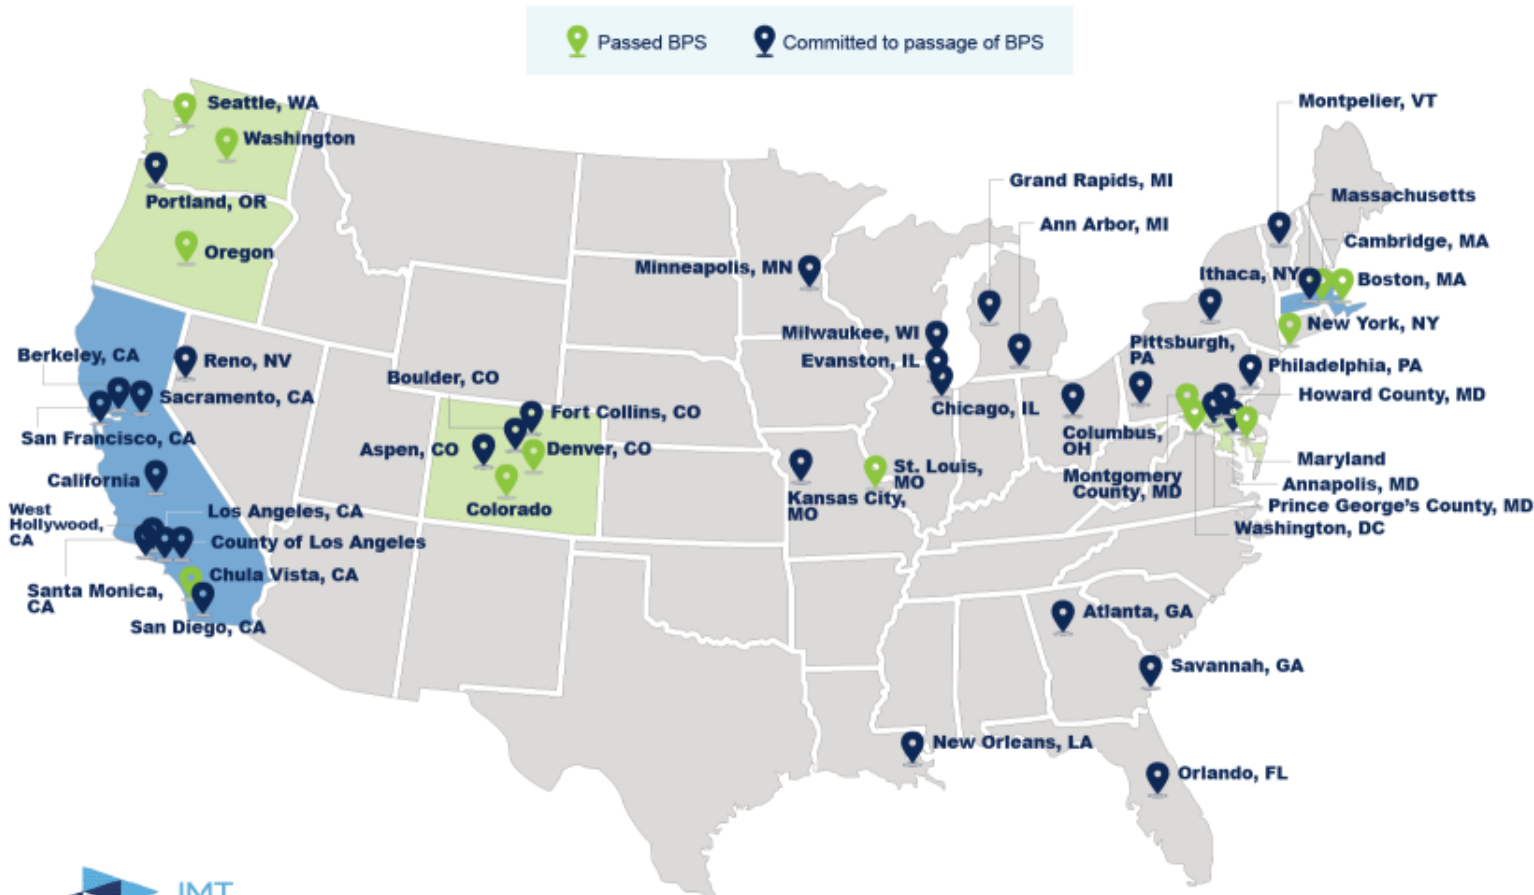 Passed BPS
Committed to passage of BPS
Seattle, WA
Washington
Portland, OR
Oregon
Berkeley, CA
Reno, NV
Sacramento, CA
San Francisco, CA
California
West
Hollywood,
CA
Los Angeles, CA
County of Los Angeles
Chula Vista, CA
Santa Monica,
CA
San Diego, CA
Boulder, CO
Fort Collins, CO
Aspen, CO
Denver, CO
Colorado
Minneapolis, MN
Milwaukee, WI
Evanston, IL
Chicago, IL
Kansas City,
MO
St. Louis,
MO
Grand Rapids, MI
Ann Arbor, MI
Columbus,
OH
Pittsburgh,
PA
Montgomery
County, MD
Montpelier, VT
Massachusetts
Cambridge, MA
Ithaca, NY
Boston, MA
New York, NY
Philadelphia, PA
Howard County, MD
Maryland
Annapolis, MD
Prince George's County, MD
Washington, DC
Atlanta, GA
Savannah, GA
New Orleans, LA
Orlando, FL
IMT